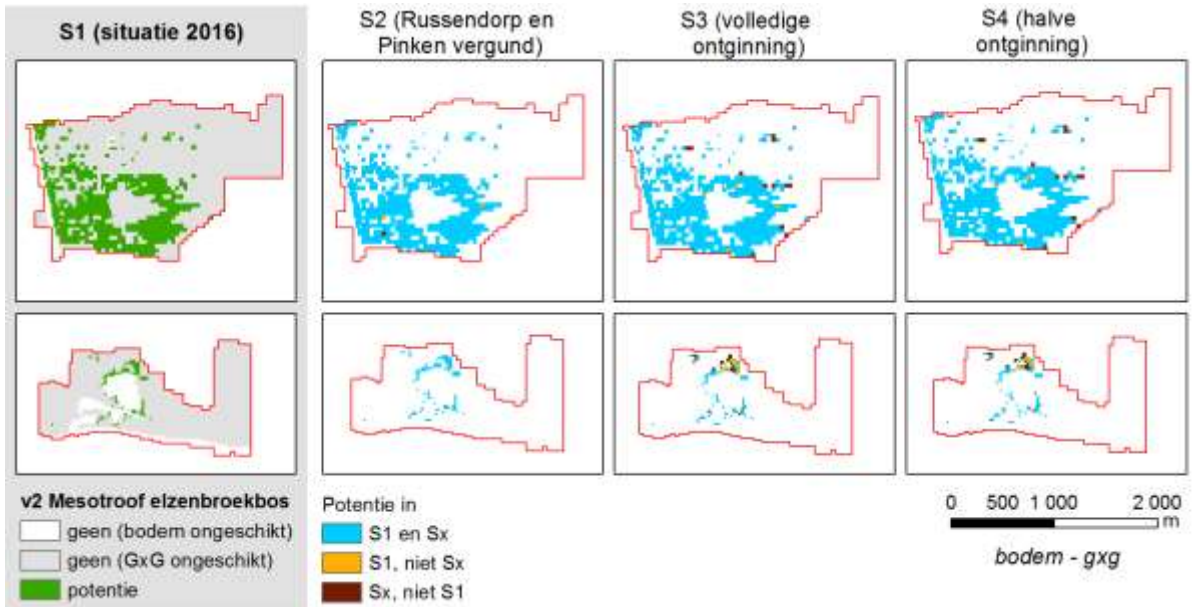 S1 (situatie 2016)
S2 (Russendorp en
Pinken vergund)
S3 (volledige
ontginning)
S4 (halve
ontginning)
v2 Mesotroof elzenbroekbos
geen (bodem ongeschikt)
geen (GxG ongeschikt)
potentie
Potentie in
S1 en Sx
S1, niet Sx
Sx, niet S1
0 500 1 000 2 000
m
bodem - gxg